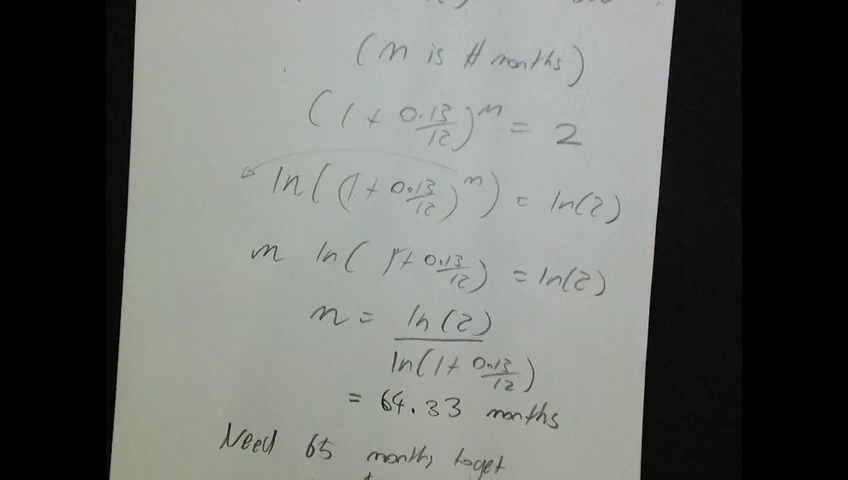 (n is # months)
(1 + 0.13/12)^n = 2
ln((1 + 0.13/12)^n) = ln(2)
n ln(1 + 0.13/12) = ln(2)
n = ln(2) / ln(1 + 0.13/12)
= 64.33 months
Need 65 months to get